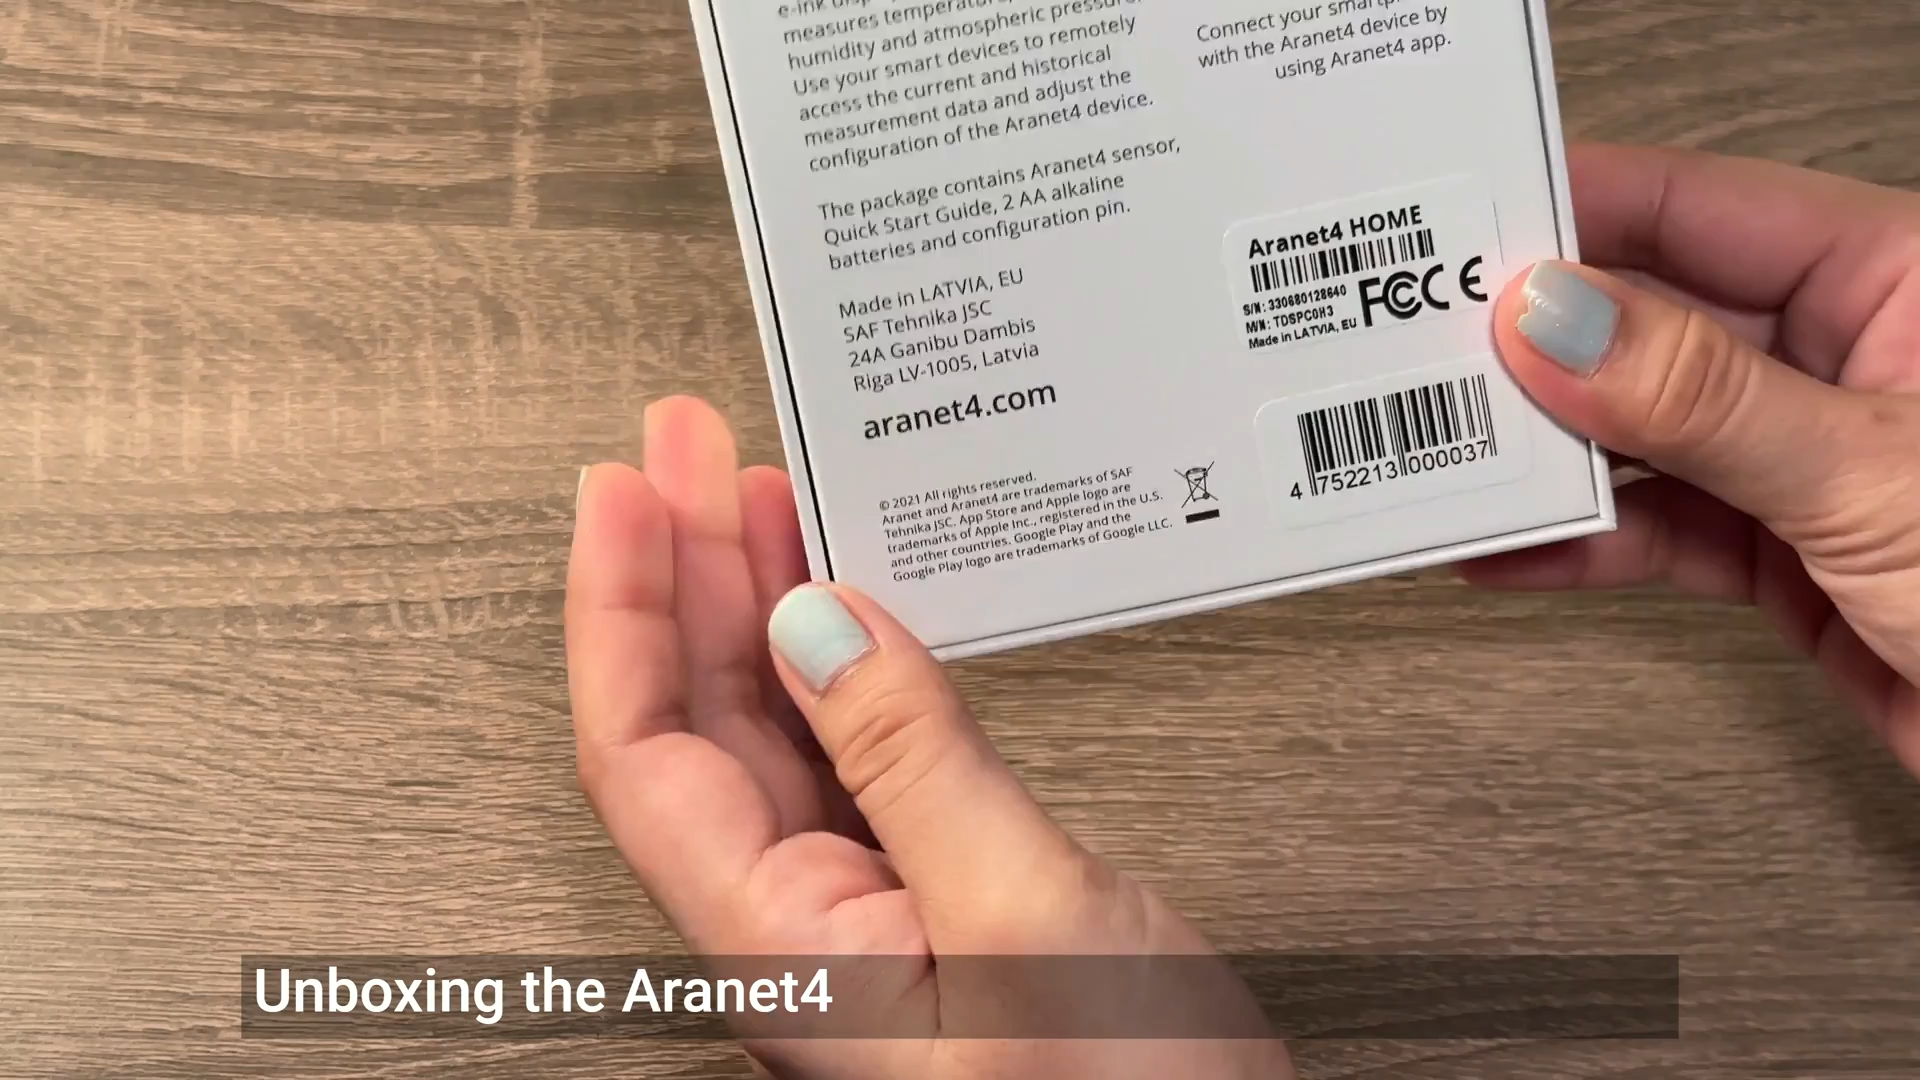 measures temperature,
humidity and atmospheric pressure.
Use your smart devices to remotely
access the current and historical
measurement data and adjust the
configuration of the Aranet4 device.
The package contains Aranet4 sensor,
Quick Start Guide, 2 AA alkaline
batteries and configuration pin.
Made in LATVIA, EU
SAF Tehnika JSC
24A Ganibu Dambis
Riga LV-1005, Latvia
aranet4.com
© 2021 All rights reserved.
Aranet and Aranet4 are trademarks of SAF
Tehnika JSC. App Store and Apple logo are
trademarks of Apple Inc., registered in the U.S.
and other countries. Google Play and the
Google Play logo are trademarks of Google LLC.
Connect your
with the Aranet4 device by
using Aranet4 app.
Aranet4 HOME
S/N: 330680128640
M/N: TDSPC0H3
Made in LATVIA, EU
FCC CE
4 752213 000037
Unboxing the Aranet4